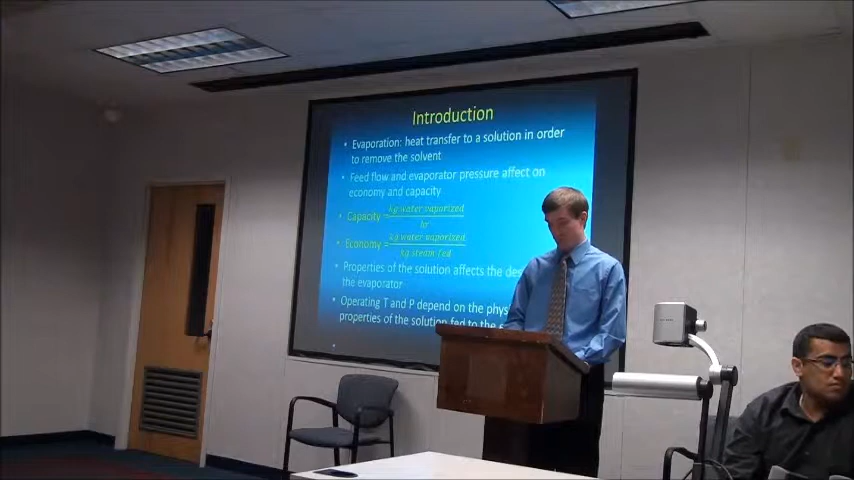 Introduction
• Evaporation: heat transfer to a solution in order
to remove the solvent
• Feed flow and evaporator pressure affect on
economy and capacity
• Capacity = kg water vaporized
hr
• Economy = kg water vaporized
kg steam fed
• Properties of the solution affects the
the evaporator
• Operating T and P depend on the
properties of the solution fed to the